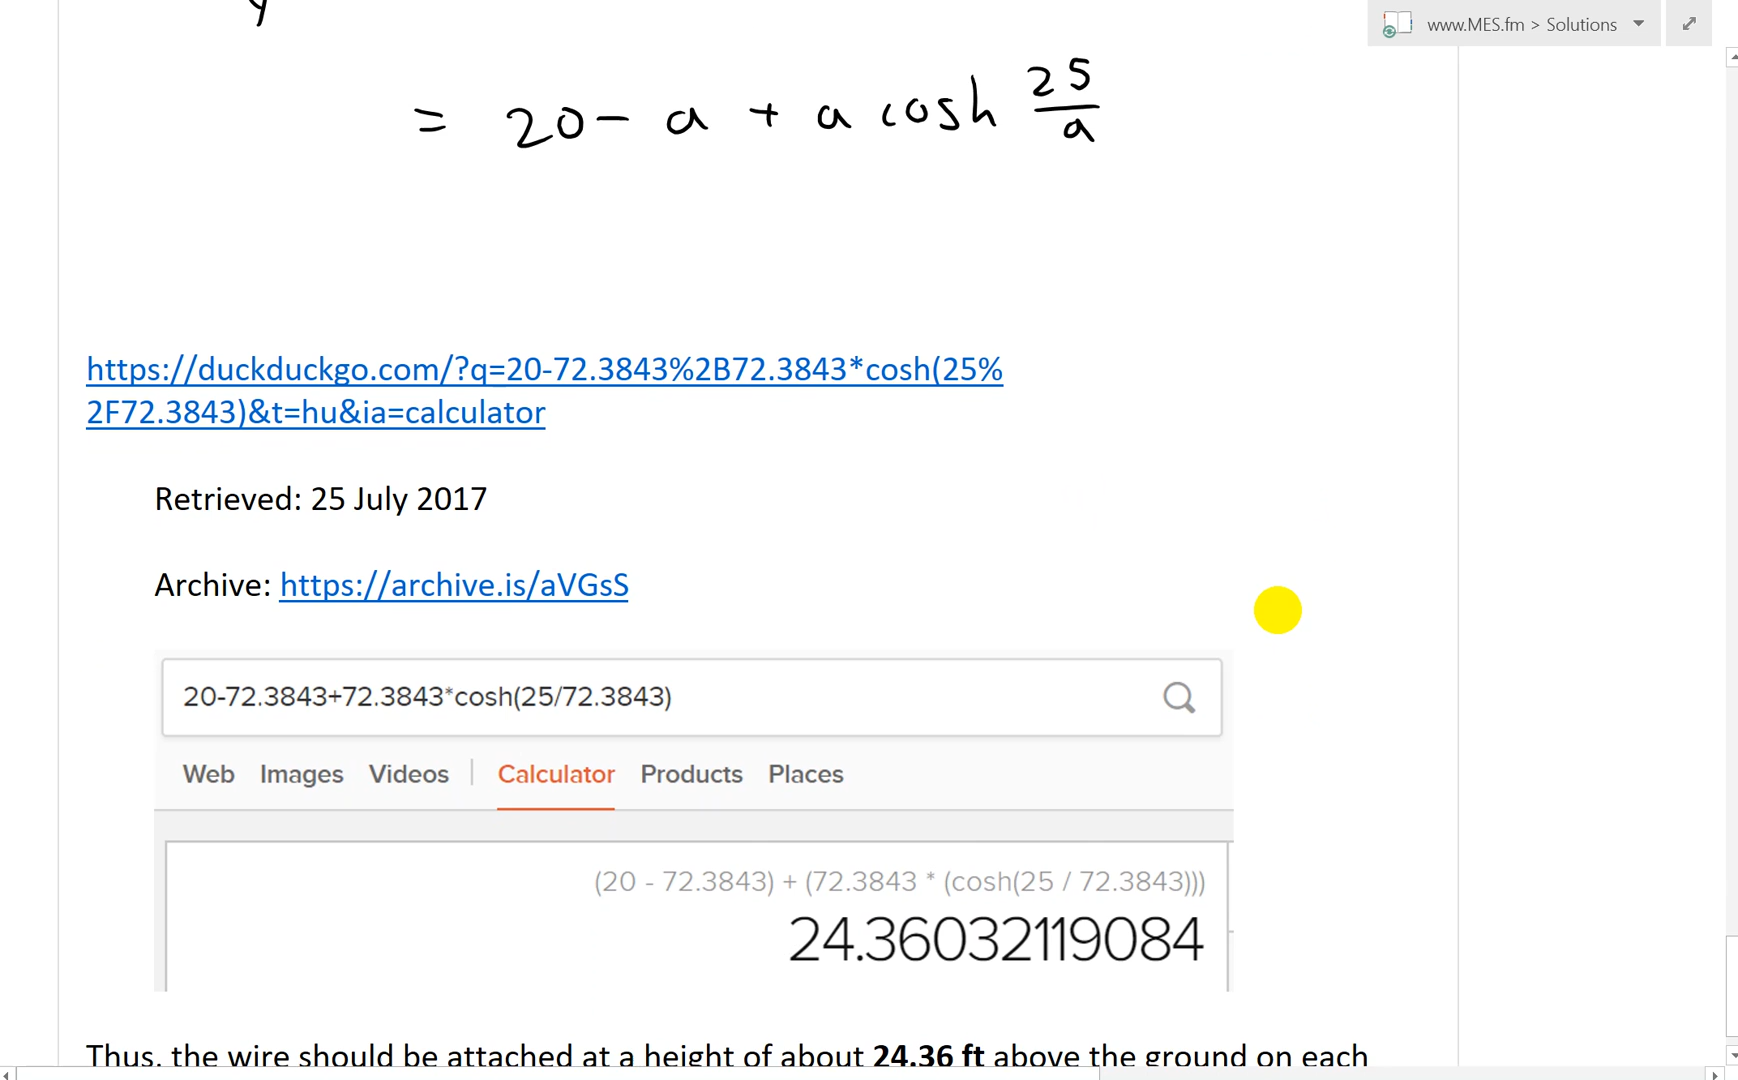 www.MES.fm > Solutions
y
= 20 - a + a cosh 25/a
https://duckduckgo.com/?q=20-72.3843%2B72.3843*cosh(25%
2F72.3843)&t=hu&ia=calculator
Retrieved: 25 July 2017
Archive: https://archive.is/aVGsS
20-72.3843+72.3843*cosh(25/72.3843)
Web Images Videos | Calculator Products Places
(20 - 72.3843) + (72.3843 * (cosh(25 / 72.3843)))
24.36032119084
Thus, the wire should be attached at a height of about 24.36 ft above the ground on each